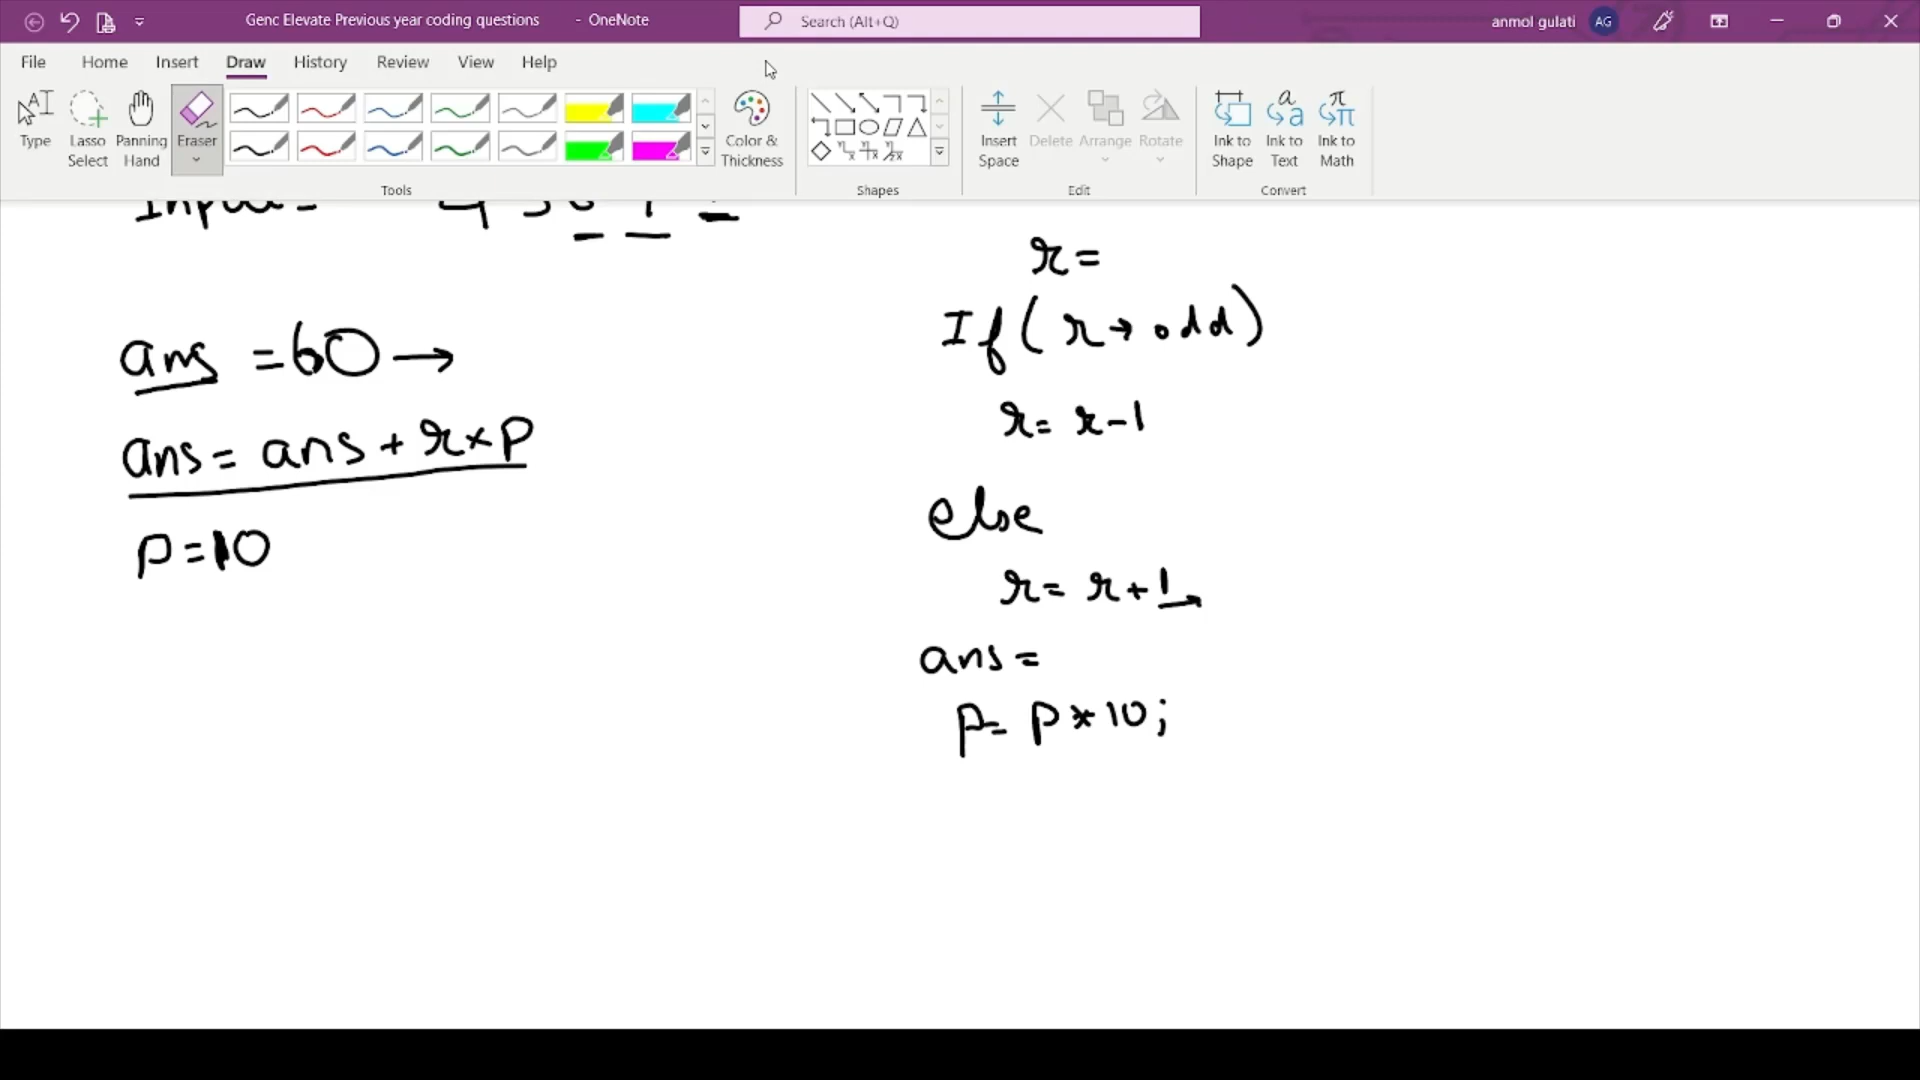 Genc Elevate Previous year coding questions - OneNote
Search (Alt+Q)
anmol gulati AG
File Home Insert Draw History Review View Help
Type
Lasso Select
Panning Hand
Eraser
Color & Thickness
Insert Space
Delete
Arrange
Rotate
Ink to Shape
Ink to Text
Ink to Math
Tools
Shapes
Edit
Convert
ans = 60 →
ans = ans + r × p
p = 10
r =
If ( r → odd )
r = r - 1
else
r = r + 1
ans =
p = p * 10 ;